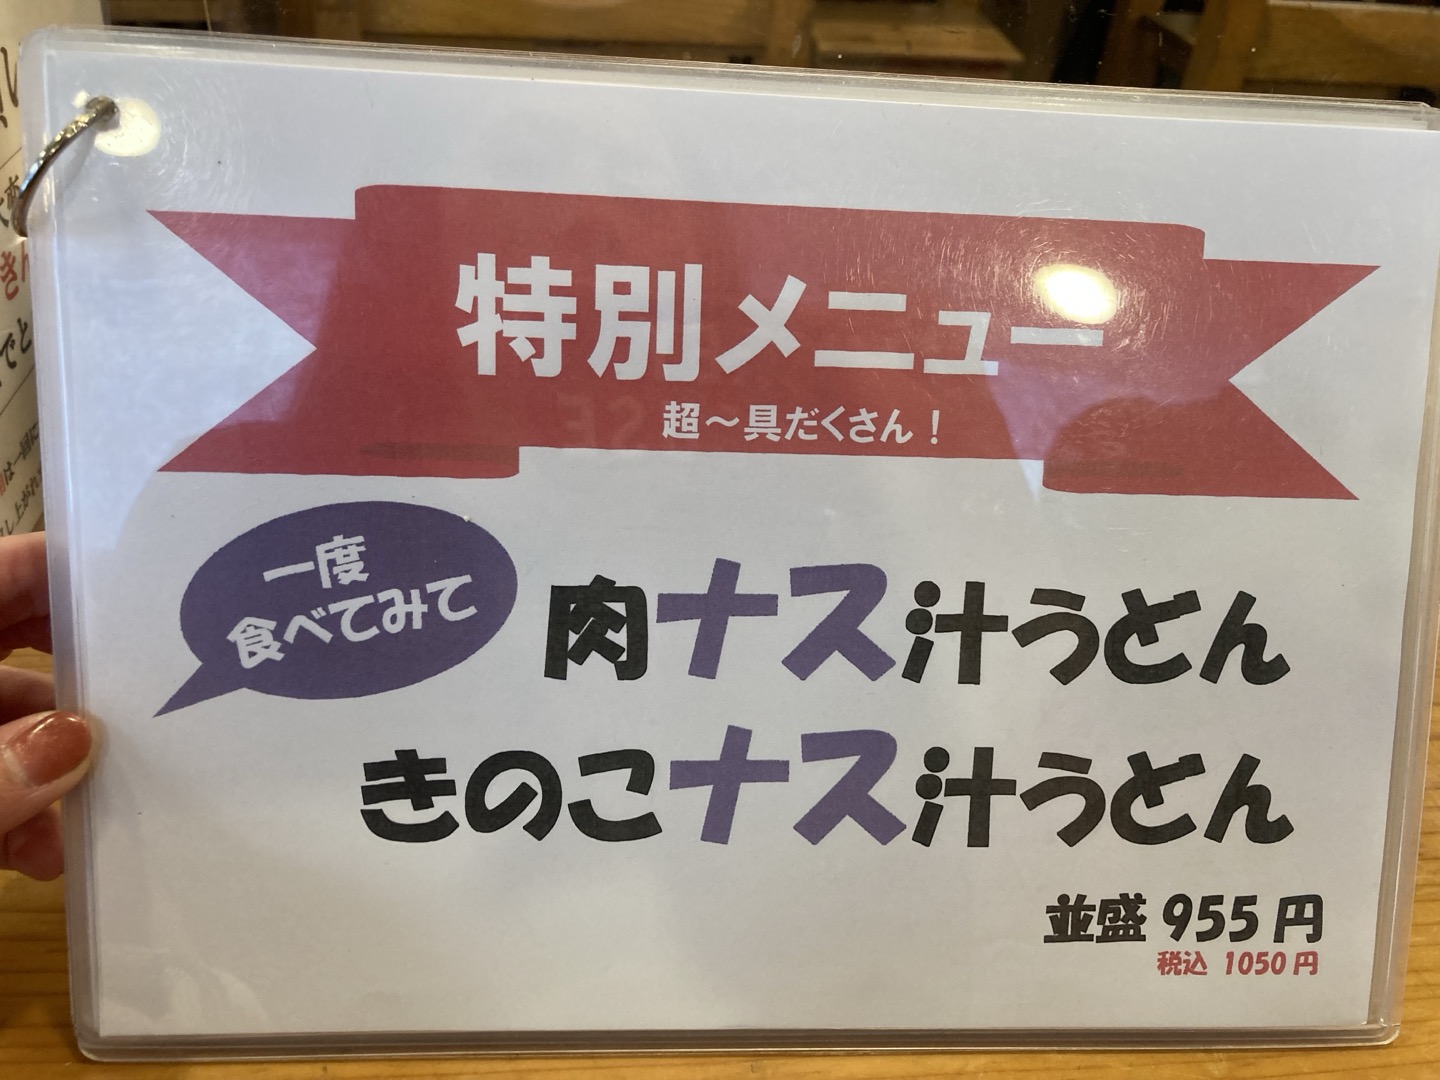 特別メニュー
超～具だくさん！
一度
食べてみて
肉ナス汁うどん
きのこナス汁うどん
並盛 955円
税込 1050円